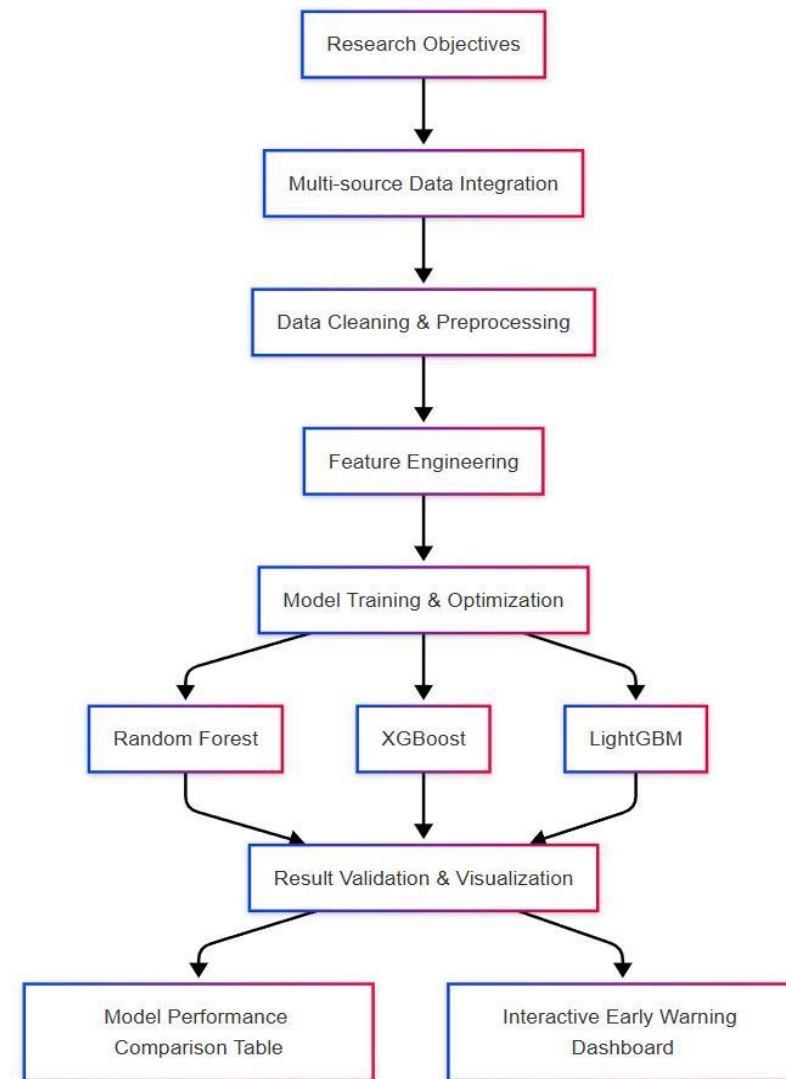 Research Objectives
Multi-source Data Integration
Data Cleaning & Preprocessing
Feature Engineering
Model Training & Optimization
Random Forest
XGBoost
LightGBM
Result Validation & Visualization
Model Performance
Comparison Table
Interactive Early Warning
Dashboard